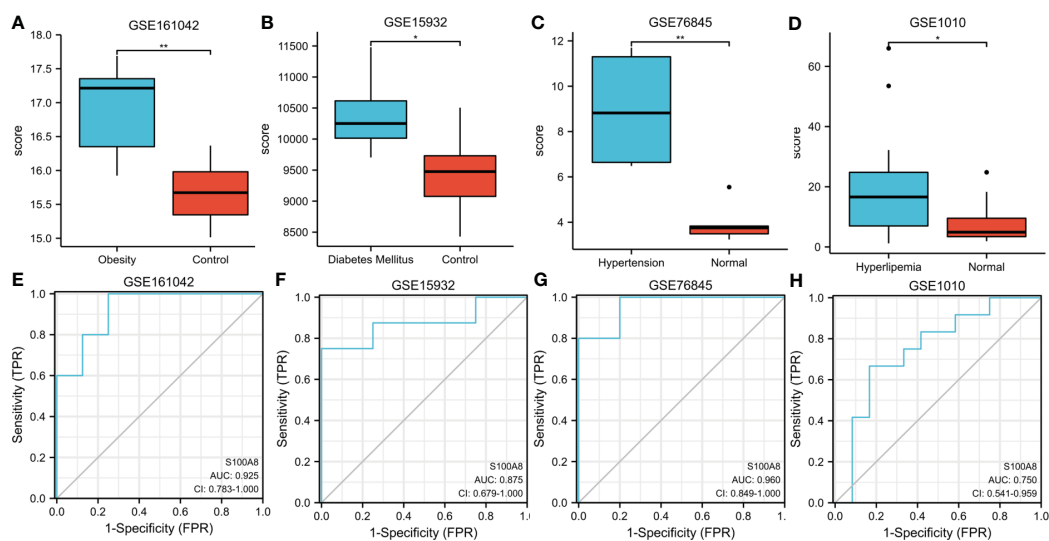 A
GSE161042
18.0
17.5
17.0
16.5
16.0
15.5
15.0
score
**
Obesity
Control
B
GSE15932
11500
11000
10500
10000
9500
9000
8500
score
*
Diabetes Mellitus
Control
C
GSE76845
12
10
8
6
4
score
**
Hypertension
Normal
D
GSE1010
60
40
20
0
score
*
Hyperlipemia
Normal
E
GSE161042
1.0
0.8
0.6
0.4
0.2
0.0
Sensitivity (TPR)
S100A8
AUC: 0.925
CI: 0.783-1.000
0.0 0.2 0.4 0.6 0.8 1.0
1-Specificity (FPR)
F
GSE15932
1.0
0.8
0.6
0.4
0.2
0.0
Sensitivity (TPR)
S100A8
AUC: 0.875
CI: 0.679-1.000
0.0 0.2 0.4 0.6 0.8 1.0
1-Specificity (FPR)
G
GSE76845
1.0
0.8
0.6
0.4
0.2
0.0
Sensitivity (TPR)
S100A8
AUC: 0.960
CI: 0.849-1.000
0.0 0.2 0.4 0.6 0.8 1.0
1-Specificity (FPR)
H
GSE1010
1.0
0.8
0.6
0.4
0.2
0.0
Sensitivity (TPR)
S100A8
AUC: 0.750
CI: 0.541-0.959
0.0 0.2 0.4 0.6 0.8 1.0
1-Specificity (FPR)